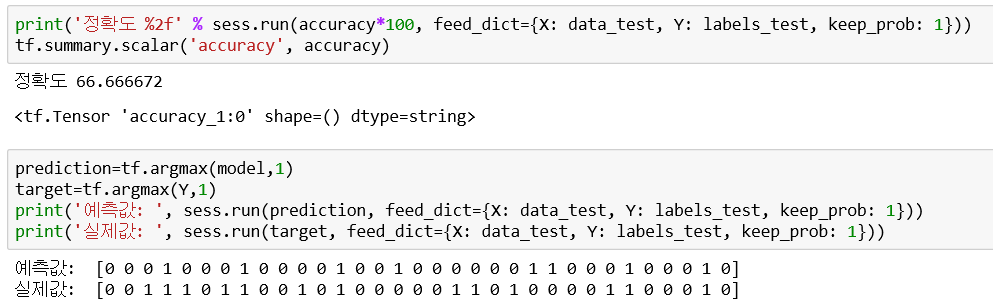 print('정확도 %2f' % sess.run(accuracy*100, feed_dict={X: data_test, Y: labels_test, keep_prob: 1}))
tf.summary.scalar('accuracy', accuracy)
정확도 66.666672
<tf.Tensor 'accuracy_1:0' shape=() dtype=string>
prediction=tf.argmax(model,1)
target=tf.argmax(Y,1)
print('예측값: ', sess.run(prediction, feed_dict={X: data_test, Y: labels_test, keep_prob: 1}))
print('실제값: ', sess.run(target, feed_dict={X: data_test, Y: labels_test, keep_prob: 1}))
예측값:  [0 0 0 1 0 0 0 1 0 0 0 0 1 0 0 1 0 0 0 0 0 0 1 1 0 0 0 1 0 0 0 1 0]
실제값:  [0 0 1 1 1 0 1 1 0 0 1 0 1 0 0 0 0 0 1 1 0 1 0 0 0 0 1 1 0 0 0 1 0]